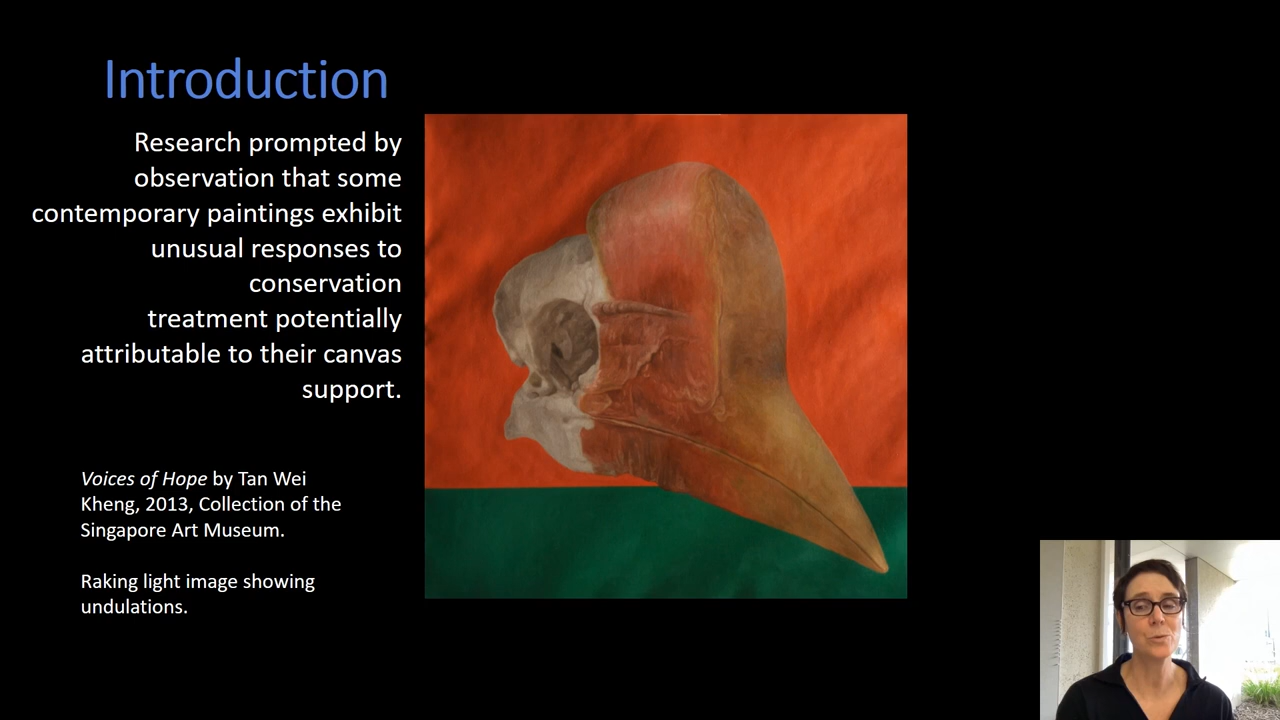 Introduction
Research prompted by
observation that some
contemporary paintings exhibit
unusual responses to
conservation
treatment potentially
attributable to their canvas
support.
Voices of Hope by Tan Wei
Kheng, 2013, Collection of the
Singapore Art Museum.
Raking light image showing
undulations.